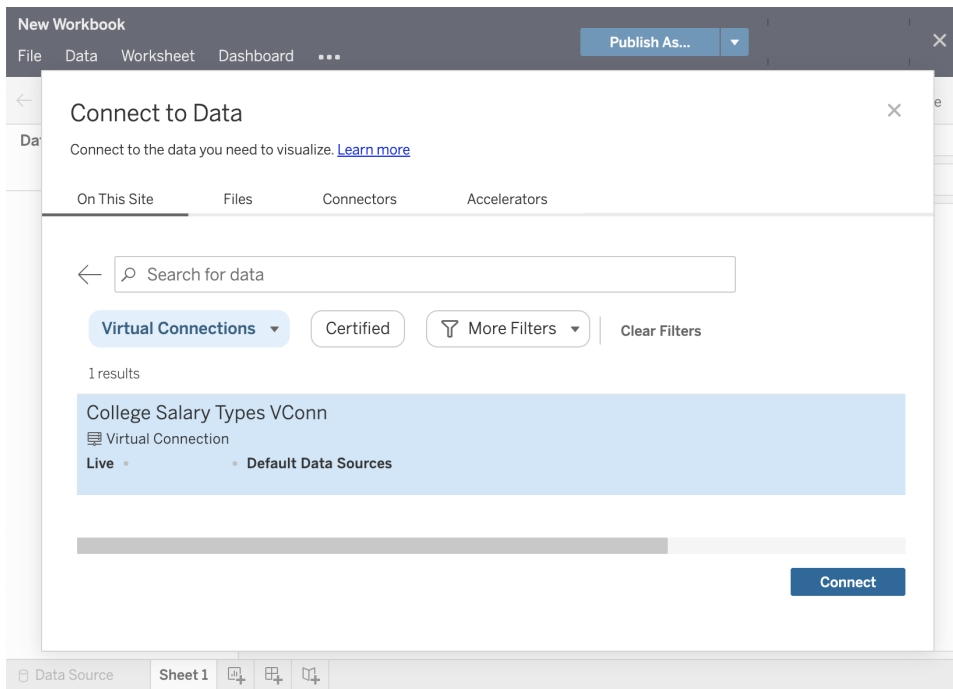 New Workbook
File Data Worksheet Dashboard
Publish As...
Connect to Data
Connect to the data you need to visualize. Learn more
On This Site Files Connectors Accelerators
Search for data
Virtual Connections Certified More Filters Clear Filters
1 results
College Salary Types VConn
Virtual Connection
Live • • Default Data Sources
Connect
Data Source Sheet 1